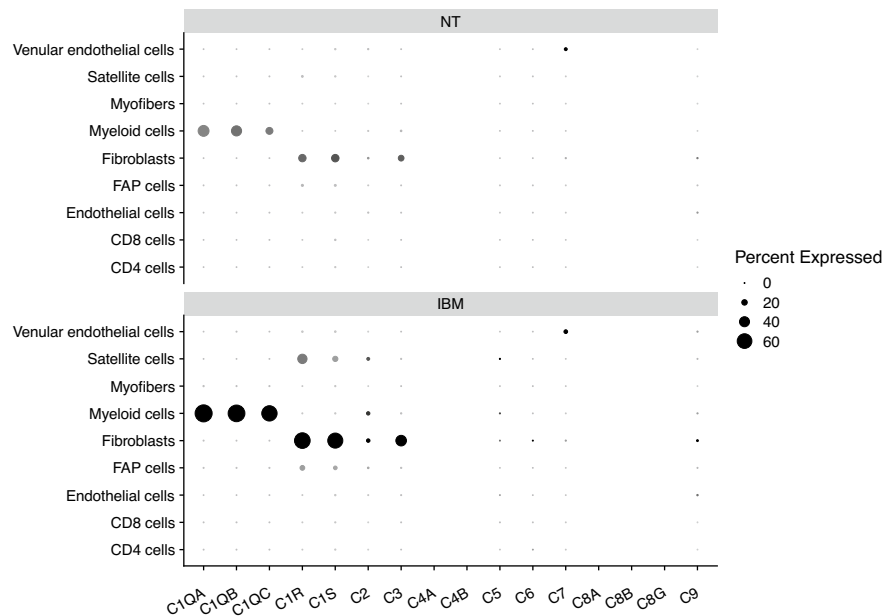 NT
Venular endothelial cells
Satellite cells
Myofibers
Myeloid cells
Fibroblasts
FAP cells
Endothelial cells
CD8 cells
CD4 cells
IBM
Venular endothelial cells
Satellite cells
Myofibers
Myeloid cells
Fibroblasts
FAP cells
Endothelial cells
CD8 cells
CD4 cells
C1QA C1QB C1QC C1R C1S C2 C3 C4A C4B C5 C6 C7 C8A C8B C8G C9
Percent Expressed
0
20
40
60